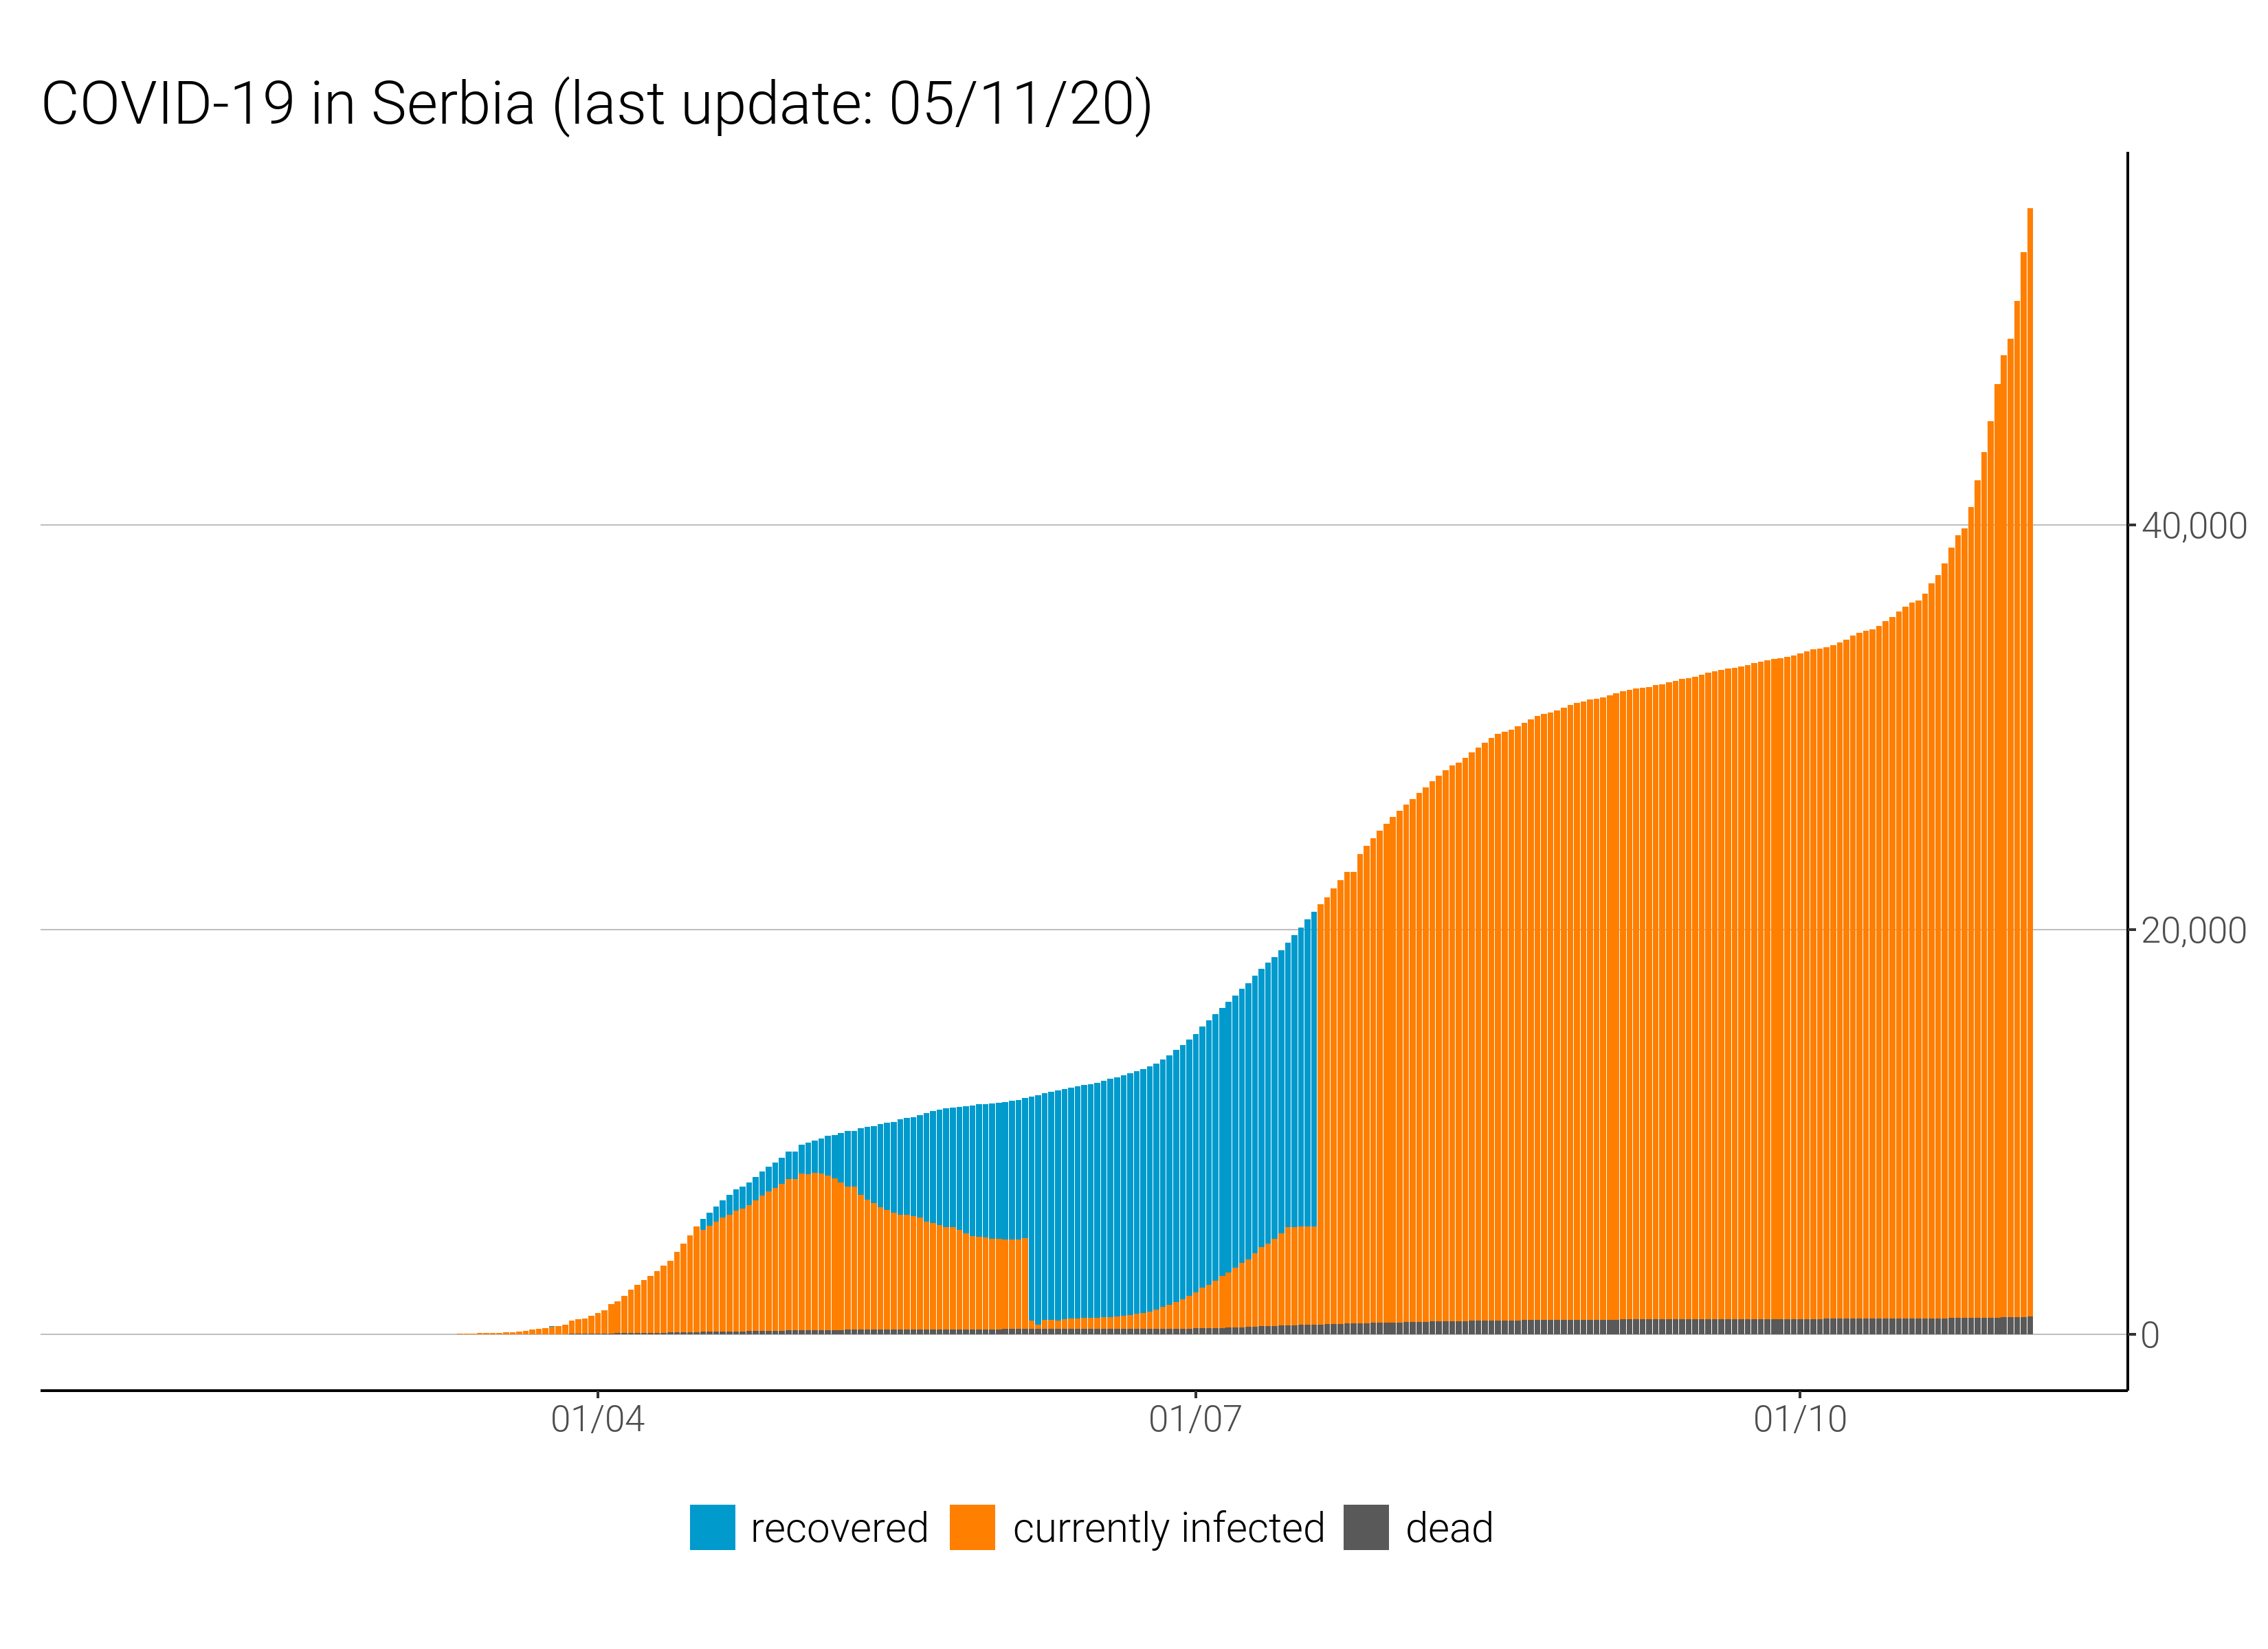 COVID-19 in Serbia (last update: 05/11/20)
40,000
20,000
0
01/04 01/07 01/10
recovered currently infected dead